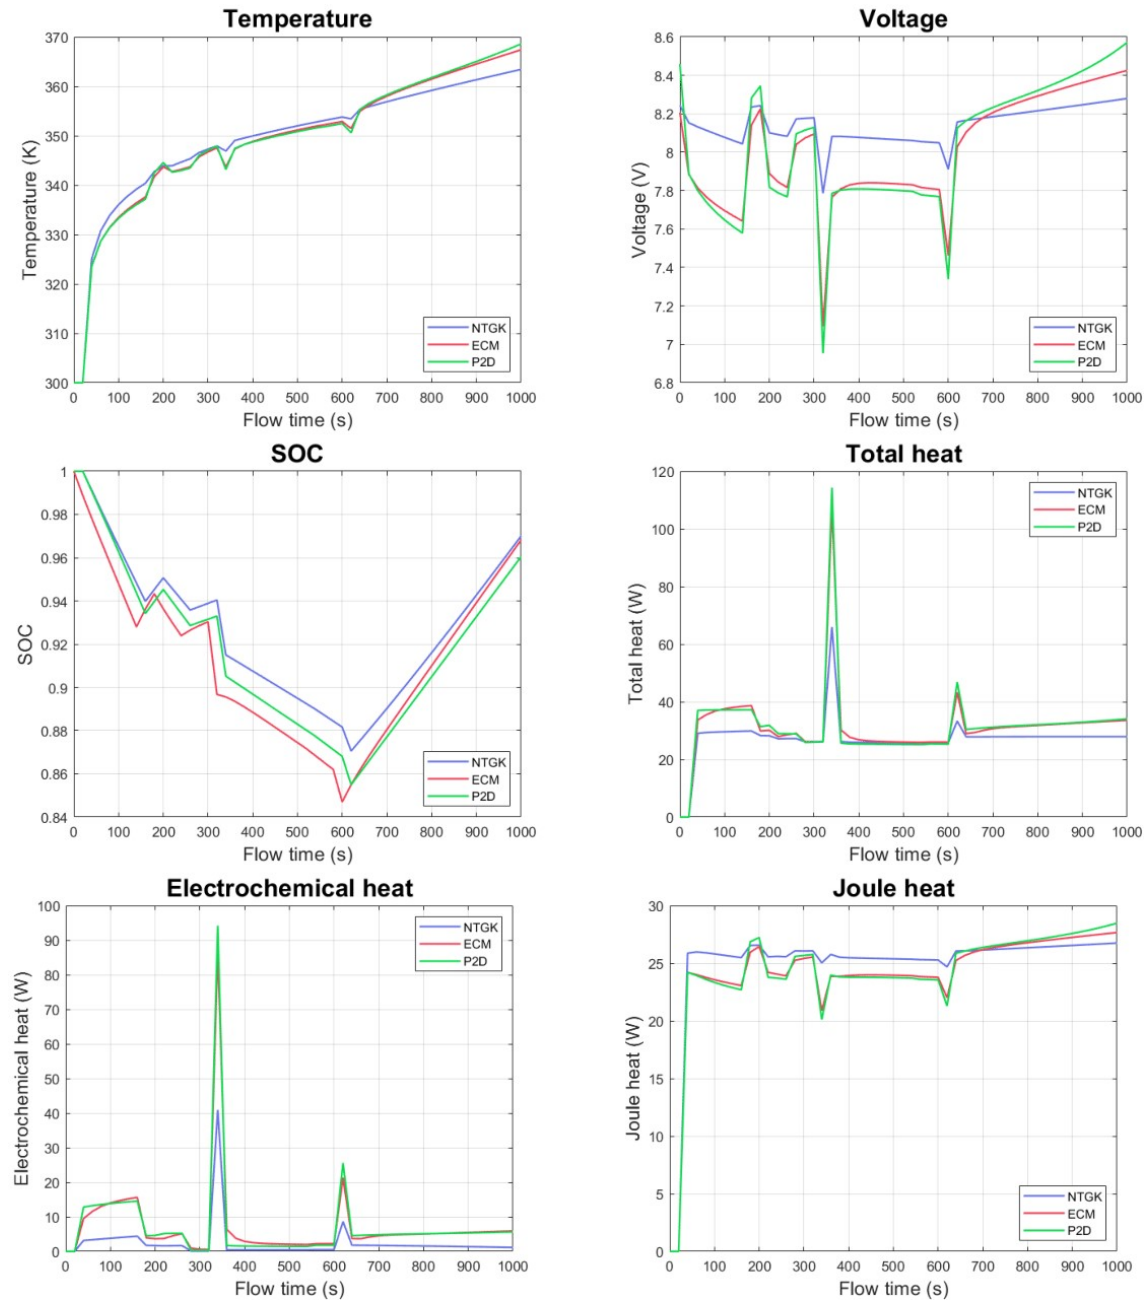 Temperature
370
360
350
340
330
320
310
300
0 100 200 300 400 500 600 700 800 900 1000
Temperature (K)
Flow time (s)
NTGK
ECM
P2D
Voltage
8.6
8.4
8.2
8
7.8
7.6
7.4
7.2
7
6.8
0 100 200 300 400 500 600 700 800 900 1000
Voltage (V)
Flow time (s)
NTGK
ECM
P2D
SOC
1
0.98
0.96
0.94
0.92
0.9
0.88
0.86
0.84
0 100 200 300 400 500 600 700 800 900 1000
SOC
Flow time (s)
NTGK
ECM
P2D
Total heat
120
100
80
60
40
20
0
0 100 200 300 400 500 600 700 800 900 1000
Total heat (W)
Flow time (s)
NTGK
ECM
P2D
Electrochemical heat
100
90
80
70
60
50
40
30
20
10
0
0 100 200 300 400 500 600 700 800 900 1000
Electrochemical heat (W)
Flow time (s)
NTGK
ECM
P2D
Joule heat
30
25
20
15
10
5
0
0 100 200 300 400 500 600 700 800 900 1000
Joule heat (W)
Flow time (s)
NTGK
ECM
P2D